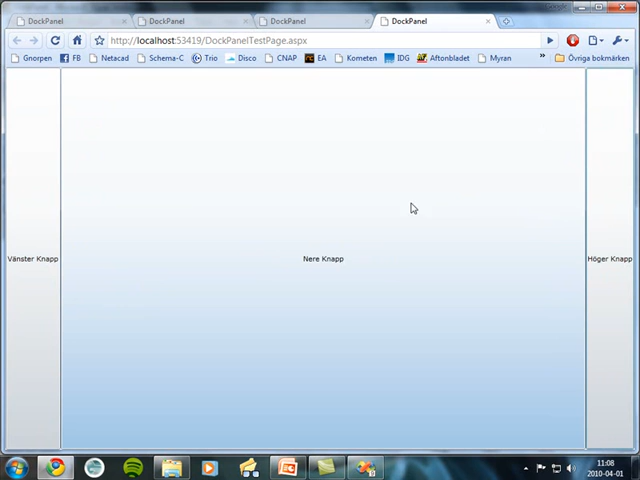 DockPanel
DockPanel
DockPanel
DockPanel
http://localhost:53419/DockPanelTestPage.aspx
Gnorpen
FB
Netacad
Schema-C
Trio
Disco
CNAP
EA
Kometen
IDG
Aftonbladet
Myran
»
Övriga bokmärken
Vänster Knapp
Nere Knapp
Höger Knapp
11:08
2010-04-01